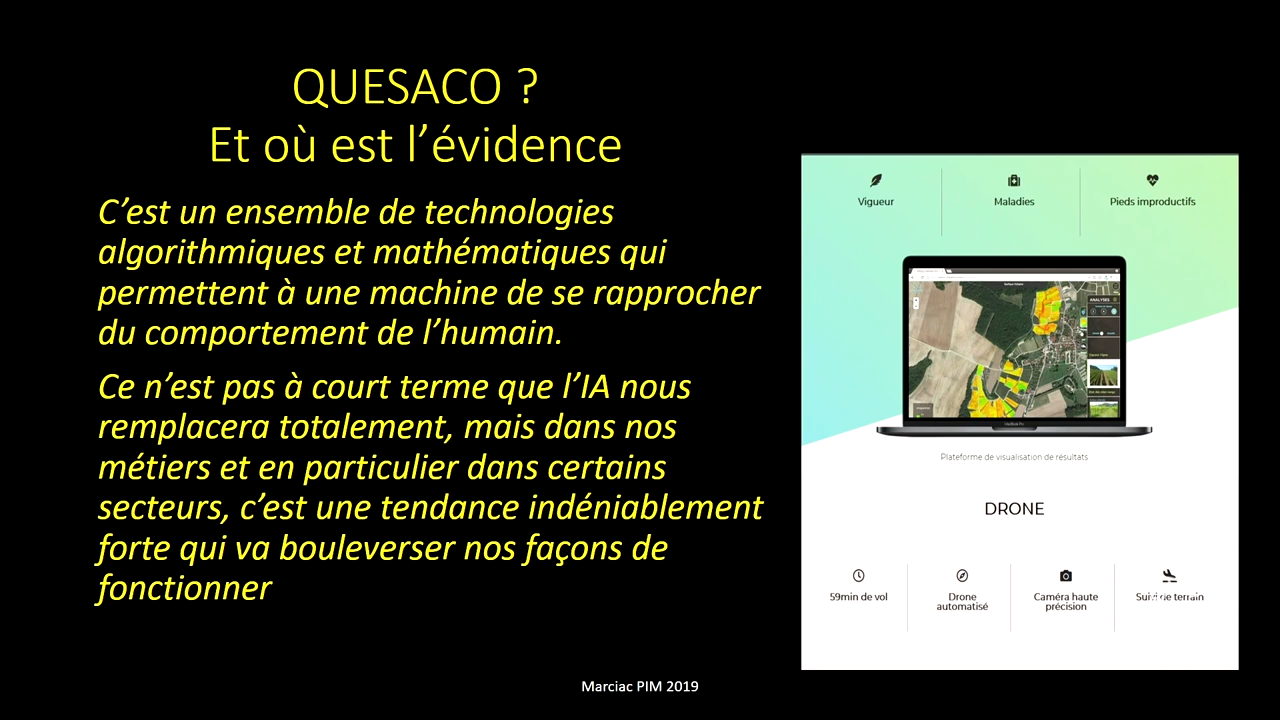 QUESACO ?
Et où est l’évidence
C’est un ensemble de technologies
algorithmiques et mathématiques qui
permettent à une machine de se rapprocher
du comportement de l’humain.
Ce n’est pas à court terme que l’IA nous
remplacera totalement, mais dans nos
métiers et en particulier dans certains
secteurs, c’est une tendance indéniablement
forte qui va bouleverser nos façons de
fonctionner
Vigueur
Maladies
Pieds improductifs
ANALYSES
MacBook Pro
Plateforme de visualisation de résultats
DRONE
59min de vol
Drone
automatisé
Caméra haute
précision
Suivi de terrain
Marciac PIM 2019